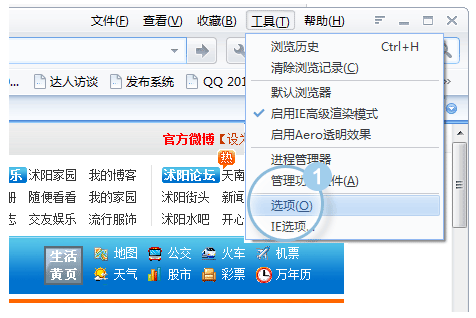 文件(F) 查看(V) 收藏(B) 工具(T) 帮助(H)
浏览历史 Ctrl+H
清除浏览记录(C)
默认浏览器
启用IE高级渲染模式
启用Aero透明效果
进程管理器
管理 件(A)
选项(O)
IE选项...
1
达人访谈 发布系统 QQ 201
官方微博【设为
热
乐 沭阳家园 我的博客 沭阳论坛 天南
册 随便看看 我的家园 沭阳街头 新闻
志 交友娱乐 流行服饰 沭阳水吧 开心
生活黄页 地图 公交 火车 机票
天气 股市 彩票 万年历